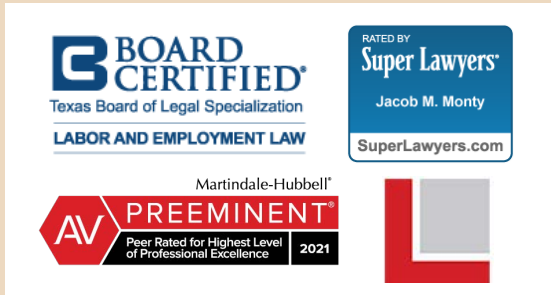 BOARD
CERTIFIED®
Texas Board of Legal Specialization
LABOR AND EMPLOYMENT LAW
RATED BY
Super Lawyers®
Jacob M. Monty
SuperLawyers.com
Martindale-Hubbell®
AV PREEMINENT®
Peer Rated for Highest Level
of Professional Excellence
2021